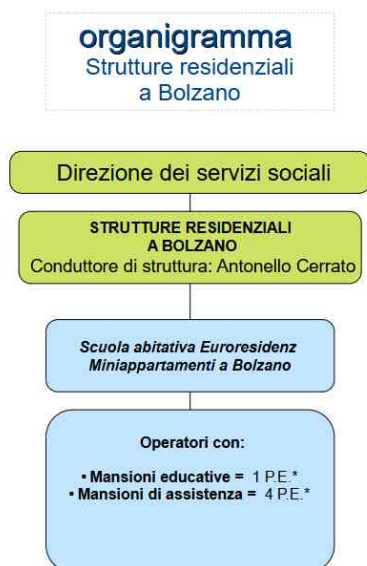 organigramma
Strutture residenziali
a Bolzano
Direzione dei servizi sociali
STRUTTURE RESIDENZIALI
A BOLZANO
Conduttore di struttura: Antonello Cerrato
Scuola abitativa Euroresidenz
Miniappartamenti a Bolzano
Operatori con:
▪ Mansioni educative = 1 P.E.*
▪ Mansioni di assistenza = 4 P.E.*